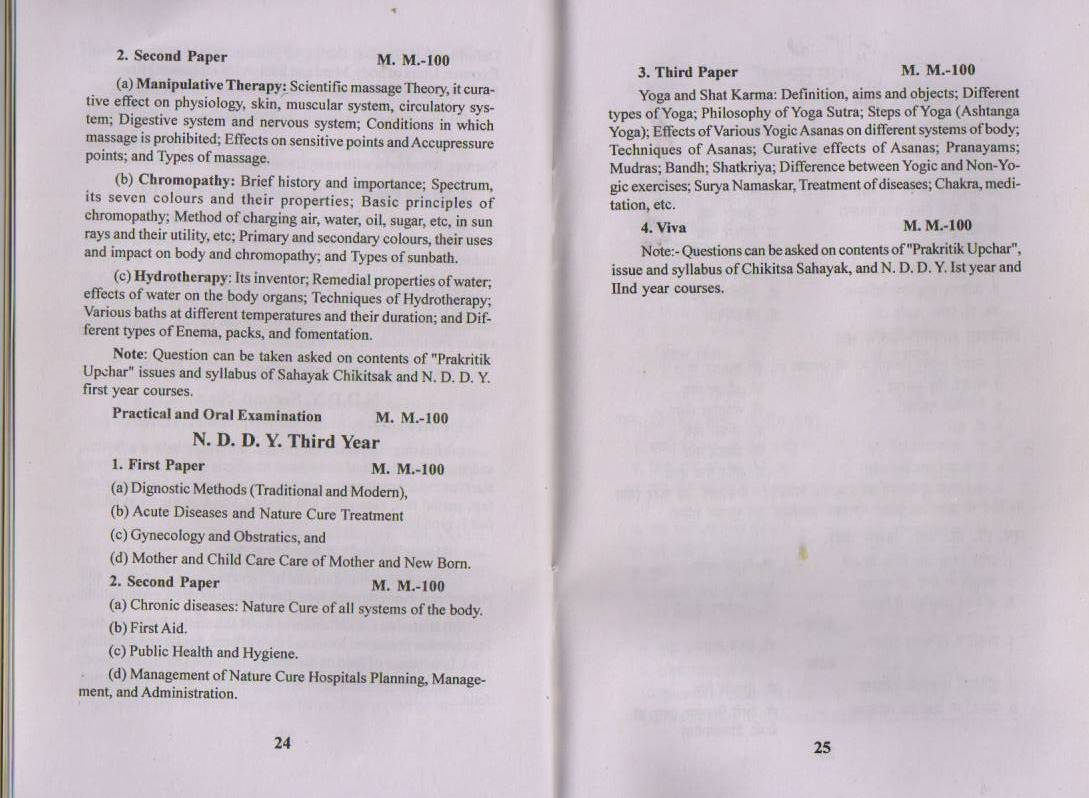 2. Second Paper M. M.-100
(a) Manipulative Therapy: Scientific massage Theory, it cura-
tive effect on physiology, skin, muscular system, circulatory sys-
tem; Digestive system and nervous system; Conditions in which
massage is prohibited; Effects on sensitive points and Accupressure
points; and Types of massage.
(b) Chromopathy: Brief history and importance; Spectrum,
its seven colours and their properties; Basic principles of
chromopathy; Method of charging air, water, oil, sugar, etc, in sun
rays and their utility, etc; Primary and secondary colours, their uses
and impact on body and chromopathy; and Types of sunbath.
(c) Hydrotherapy: Its inventor; Remedial properties of water;
effects of water on the body organs; Techniques of Hydrotherapy;
Various baths at different temperatures and their duration; and Dif-
ferent types of Enema, packs, and fomentation.
Note: Question can be taken asked on contents of "Prakritik
Upchar" issues and syllabus of Sahayak Chikitsak and N. D. D. Y.
first year courses.
Practical and Oral Examination M. M.-100
N. D. D. Y. Third Year
1. First Paper M. M.-100
(a) Dignostic Methods (Traditional and Modern),
(b) Acute Diseases and Nature Cure Treatment
(c) Gynecology and Obstratics, and
(d) Mother and Child Care Care of Mother and New Born.
2. Second Paper M. M.-100
(a) Chronic diseases: Nature Cure of all systems of the body.
(b) First Aid.
(c) Public Health and Hygiene.
(d) Management of Nature Cure Hospitals Planning, Manage-
ment, and Administration.
24
3. Third Paper M. M.-100
Yoga and Shat Karma: Definition, aims and objects; Different
types of Yoga; Philosophy of Yoga Sutra; Steps of Yoga (Ashtanga
Yoga); Effects of Various Yogic Asanas on different systems of body;
Techniques of Asanas; Curative effects of Asanas; Pranayams;
Mudras; Bandh; Shatkriya; Difference between Yogic and Non-Yo-
gic exercises; Surya Namaskar, Treatment of diseases; Chakra, medi-
tation, etc.
4. Viva M. M.-100
Note:- Questions can be asked on contents of "Prakritik Upchar",
issue and syllabus of Chikitsa Sahayak, and N. D. D. Y. Ist year and
IInd year courses.
25